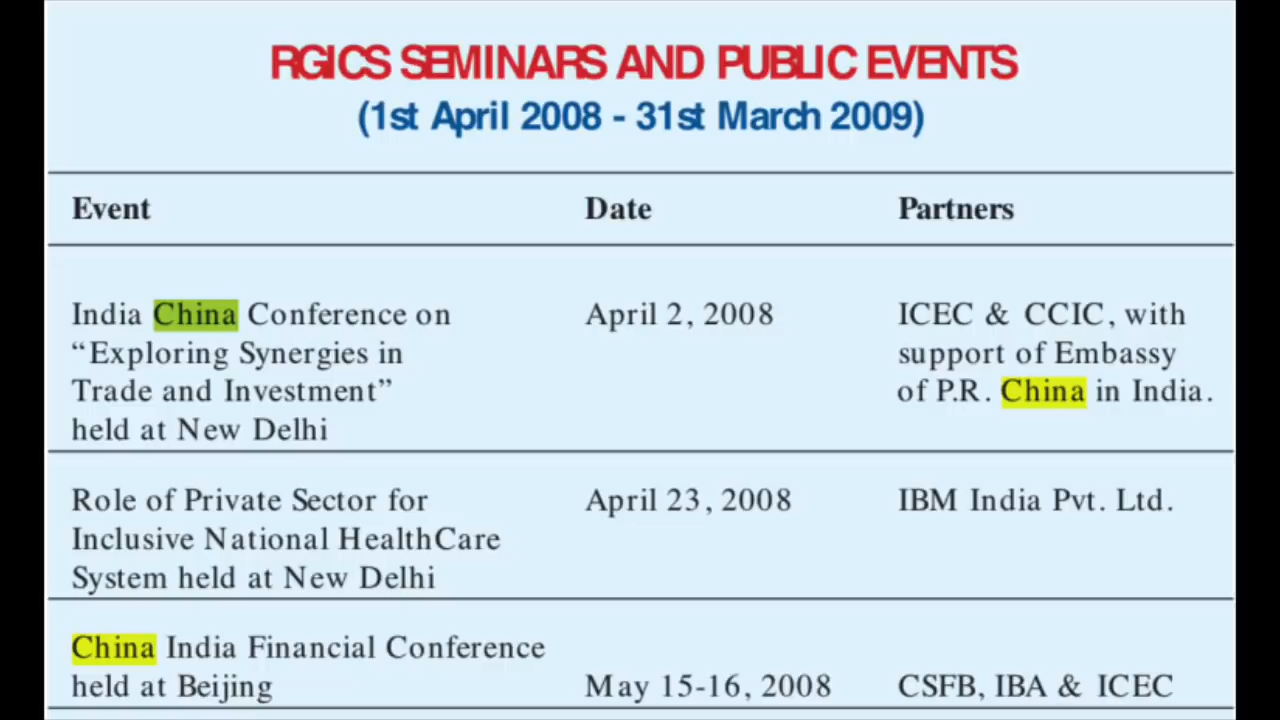 RGICS SEMINARS AND PUBLIC EVENTS
(1st April 2008 - 31st March 2009)
Event Date Partners
India China Conference on April 2, 2008 ICEC & CCIC, with
“Exploring Synergies in support of Embassy
Trade and Investment” of P.R. China in India.
held at New Delhi
Role of Private Sector for April 23, 2008 IBM India Pvt. Ltd.
Inclusive National HealthCare
System held at New Delhi
China India Financial Conference
held at Beijing May 15-16, 2008 CSFB, IBA & ICEC